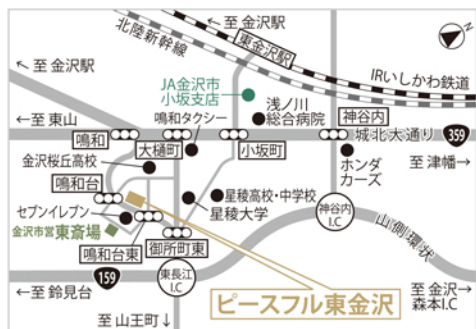 北陸新幹線
東金沢駅
N
← 至 金沢駅
IRいしかわ鉄道
← 至 金沢駅
JA金沢市
小坂支店
浅ノ川
総合病院
神谷内
←至 東山
鳴和タクシー
鳴和
大樋町
小坂町
城北大通り
359
金沢桜丘高校
至 津幡→
ホンダ
カーズ
鳴和台
星稜高校・中学校
星稜大学
セブンイレブン
神谷内
I.C
山側環状
金沢市営東斎場
鳴和台東
御所町東
159
東長江
I.C
←至 鈴見台
ピースフル東金沢
至 金沢
森本I.C
→
至 山王町↓